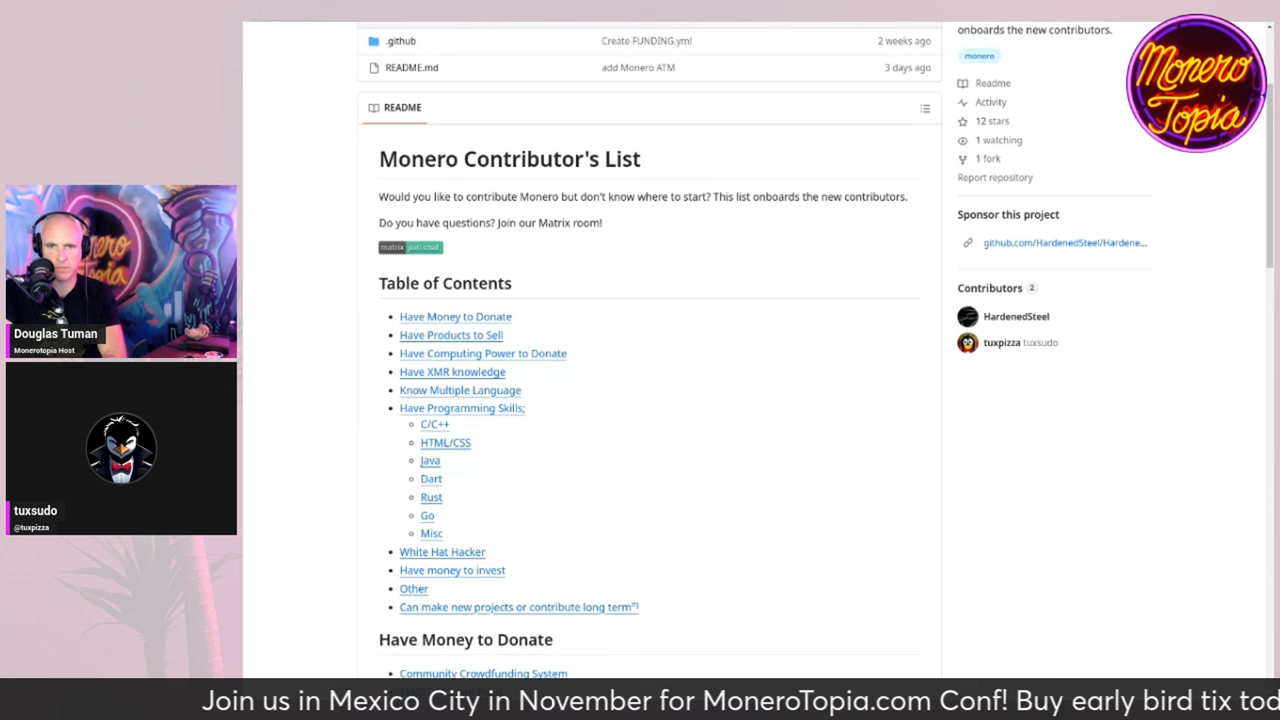 onboards the new contributors.
.github
Create FUNDING.yml
2 weeks ago
README.md
add Monero ATM
3 days ago
monero
Readme
Activity
12 stars
1 watching
1 fork
Report repository
Monero Topia
README
Monero Contributor's List
Would you like to contribute Monero but don't know where to start? This list onboards the new contributors.
Do you have questions? Join our Matrix room!
matrix join chat
Sponsor this project
github.com/HardenedSteel/Hardene...
Contributors 2
HardenedSteel
tuxpizza tuxsudo
Table of Contents
Have Money to Donate
Have Products to Sell
Have Computing Power to Donate
Have XMR knowledge
Know Multiple Language
Have Programming Skills;
C/C++
HTML/CSS
Java
Dart
Rust
Go
Misc
White Hat Hacker
Have money to invest
Other
Can make new projects or contribute long term
Have Money to Donate
Community Crowdfunding System
Douglas Tuman
Monerotopia Host
tuxsudo
@tuxpizza
Join us in Mexico City in November for MoneroTopia.com Conf! Buy early bird tix tod